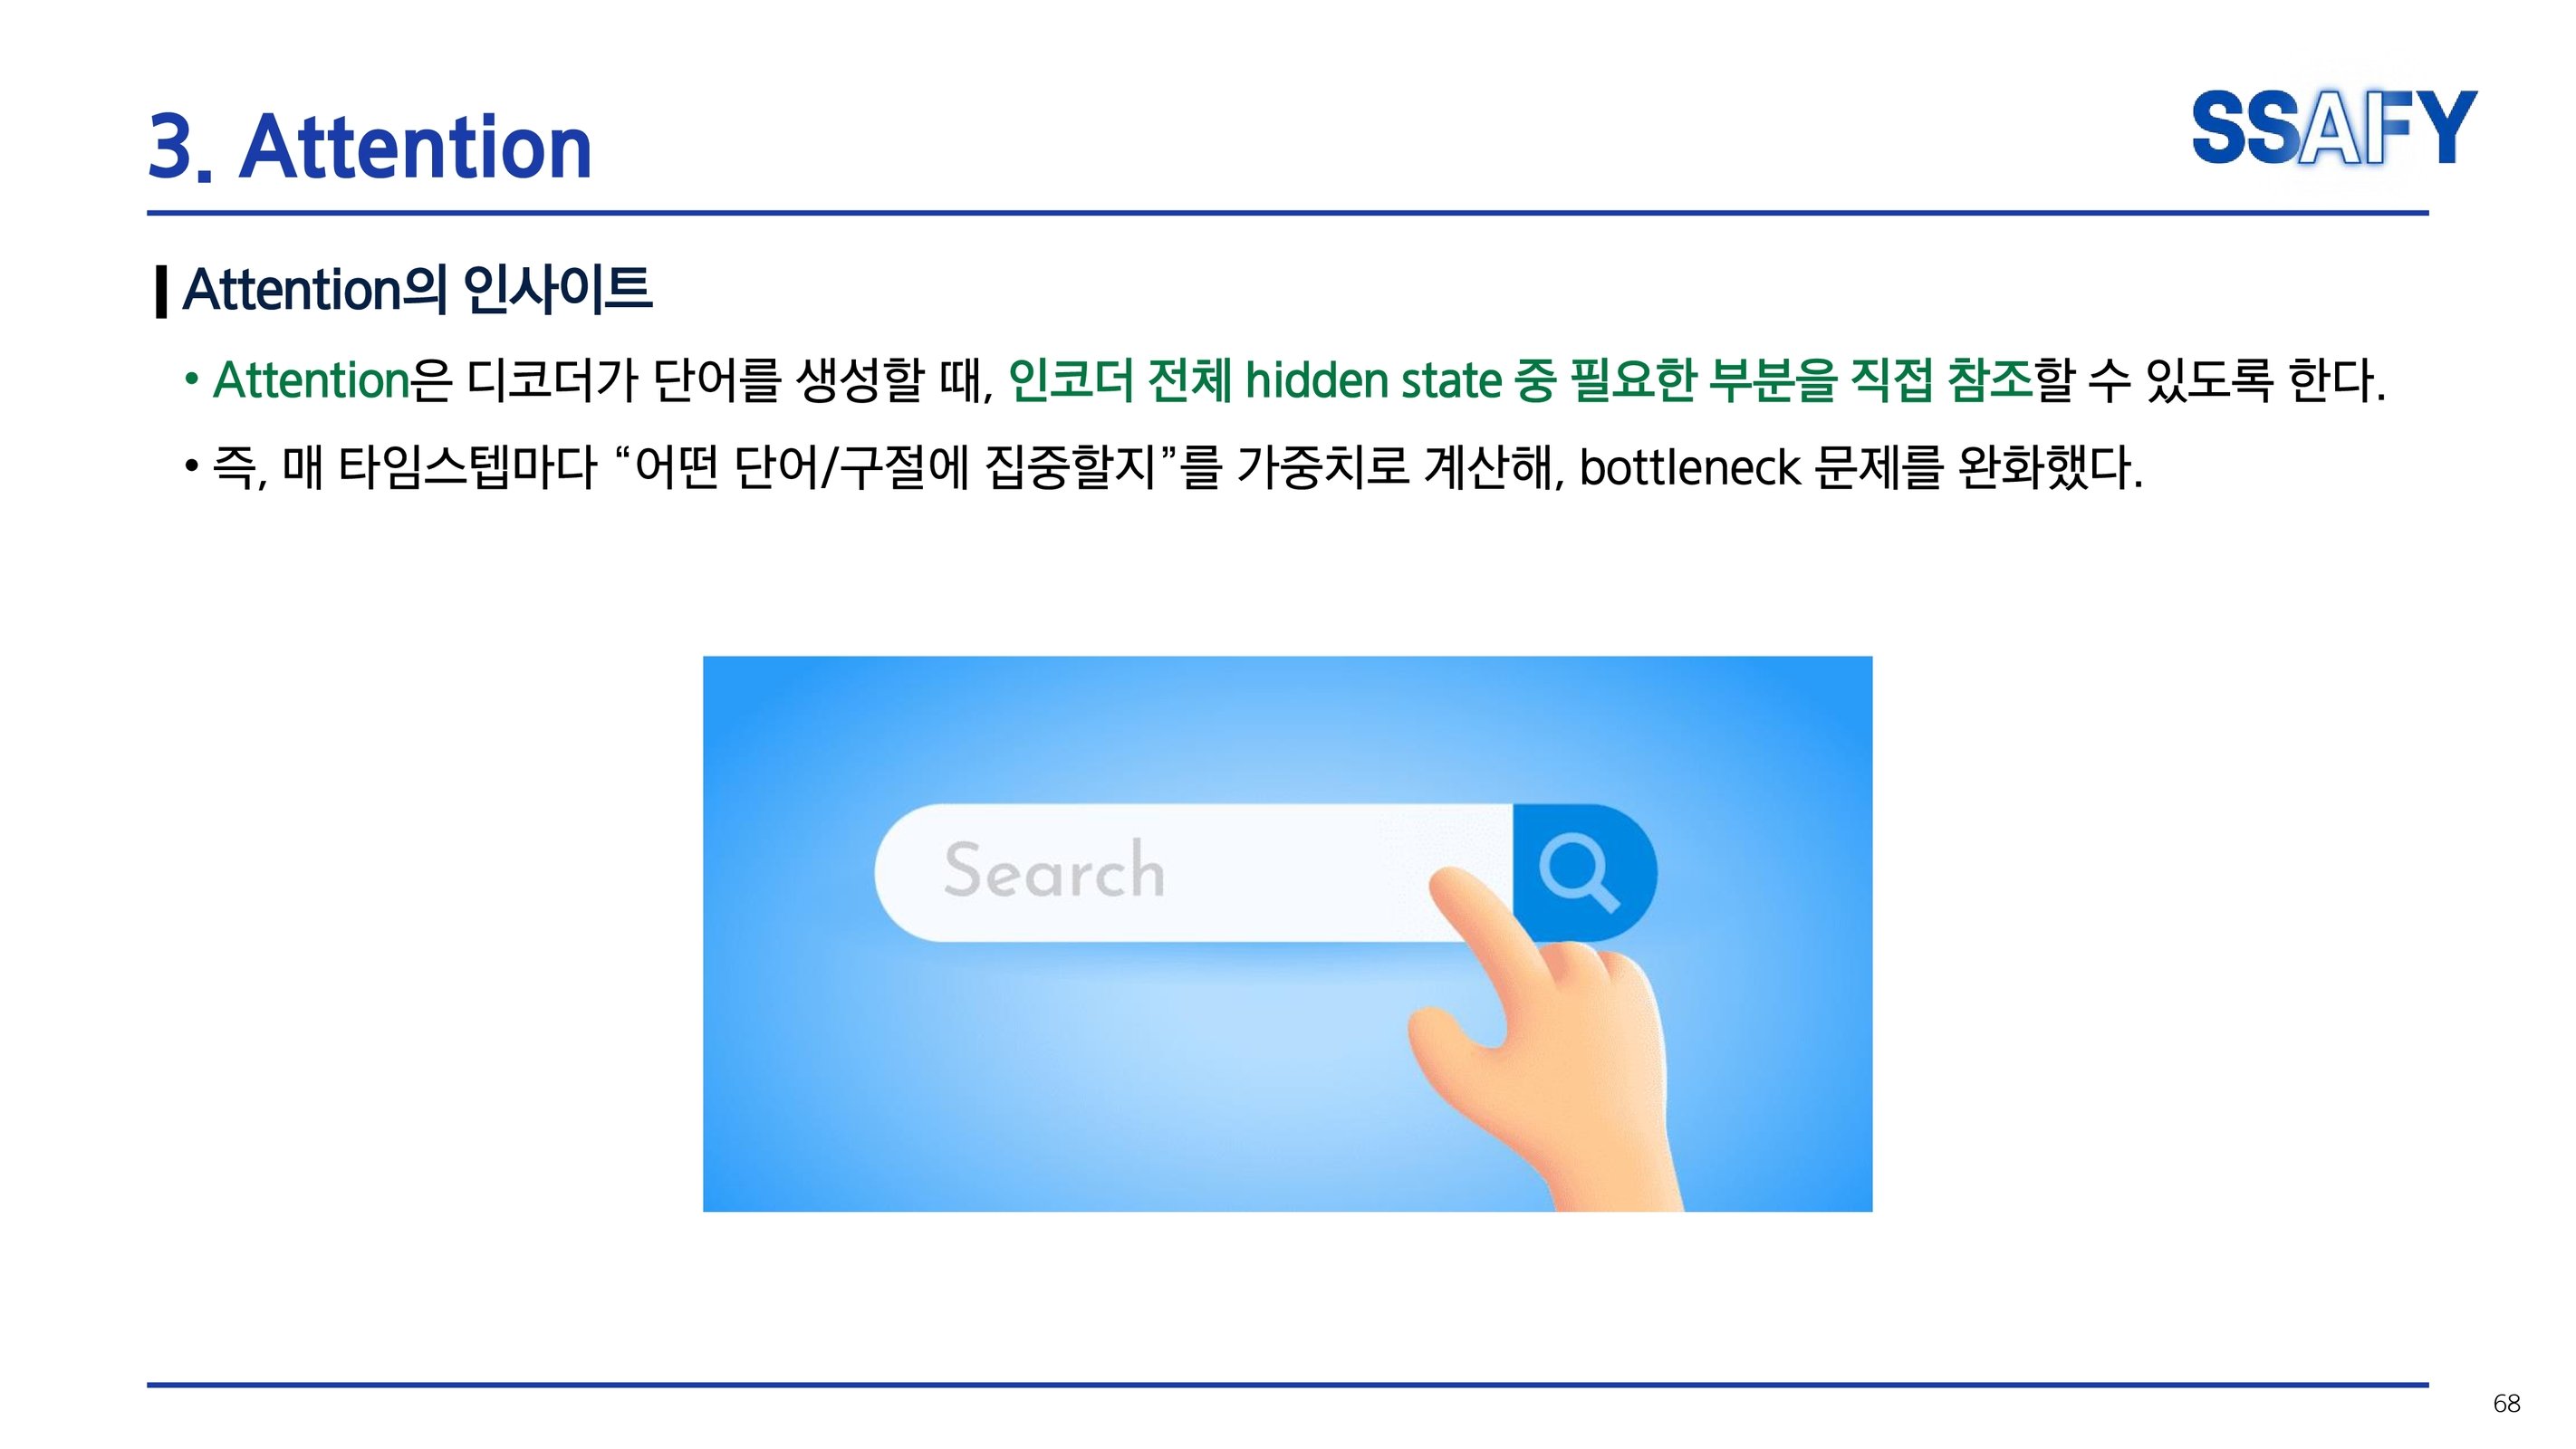 3. Attention
SSAFY
Attention의 인사이트
• Attention은 디코더가 단어를 생성할 때, 인코더 전체 hidden state 중 필요한 부분을 직접 참조할 수 있도록 한다.
• 즉, 매 타임스텝마다 “어떤 단어/구절에 집중할지”를 가중치로 계산해, bottleneck 문제를 완화했다.
Search
68